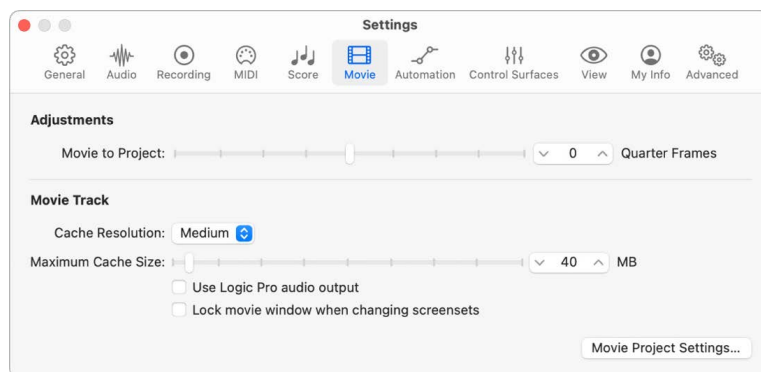 Settings
General Audio Recording MIDI Score Movie Automation Control Surfaces View My Info Advanced
Adjustments
Movie to Project: 0 Quarter Frames
Movie Track
Cache Resolution: Medium
Maximum Cache Size: 40 MB
Use Logic Pro audio output
Lock movie window when changing screensets
Movie Project Settings...